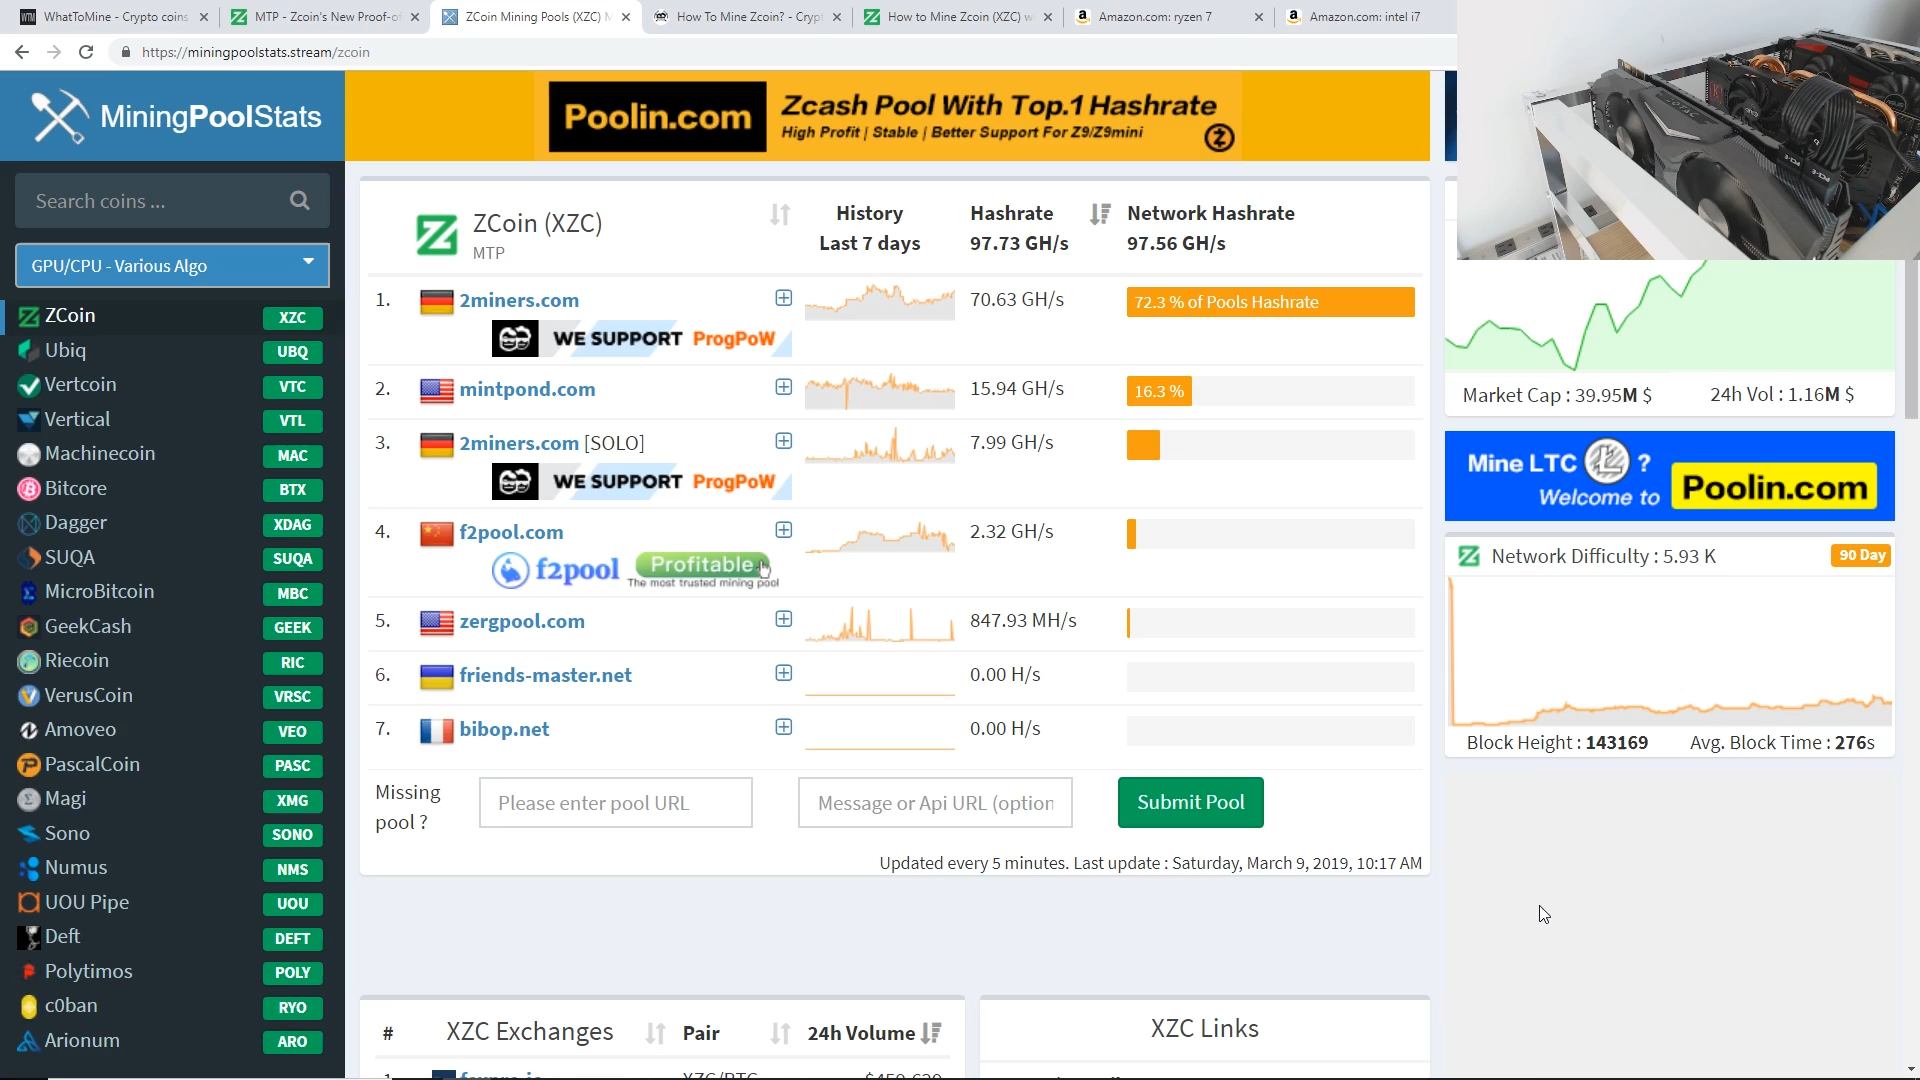 WhatToMine - Crypto coins
MTP - Zcoin's New Proof-o
ZCoin Mining Pools (XZC) M
How To Mine Zcoin? - Crypt
How to Mine Zcoin (XZC) w
Amazon.com: ryzen 7
Amazon.com: intel i7
https://miningpoolstats.stream/zcoin
MiningPoolStats
Poolin.com
Zcash Pool With Top.1 Hashrate
High Profit | Stable | Better Support For Z9/Z9mini
Search coins ...
GPU/CPU - Various Algo
ZCoin XZC
Ubiq UBQ
Vertcoin VTC
Vertical VTL
Machinecoin MAC
Bitcore BTX
Dagger XDAG
SUQA SUQA
MicroBitcoin MBC
GeekCash GEEK
Riecoin RIC
VerusCoin VRSC
Amoveo VEO
PascalCoin PASC
Magi XMG
Sono SONO
Numus NMS
UOU Pipe UOU
Deft DEFT
Polytimos POLY
c0ban RYO
Arionum ARO
ZCoin (XZC)
MTP
History
Last 7 days
Hashrate
97.73 GH/s
Network Hashrate
97.56 GH/s
1. 2miners.com 70.63 GH/s 72.3 % of Pools Hashrate
WE SUPPORT ProgPoW
2. mintpond.com 15.94 GH/s 16.3 %
3. 2miners.com [SOLO] 7.99 GH/s
WE SUPPORT ProgPoW
4. f2pool.com 2.32 GH/s
f2pool Profitable
The most trusted mining pool
5. zergpool.com 847.93 MH/s
6. friends-master.net 0.00 H/s
7. bibop.net 0.00 H/s
Missing
pool ?
Please enter pool URL
Message or Api URL (option
Submit Pool
Updated every 5 minutes. Last update : Saturday, March 9, 2019, 10:17 AM
# XZC Exchanges Pair 24h Volume
XZC Links
Market Cap : 39.95M $ 24h Vol : 1.16M $
Mine LTC ?
Welcome to Poolin.com
Network Difficulty : 5.93 K 90 Day
Block Height : 143169 Avg. Block Time : 276s